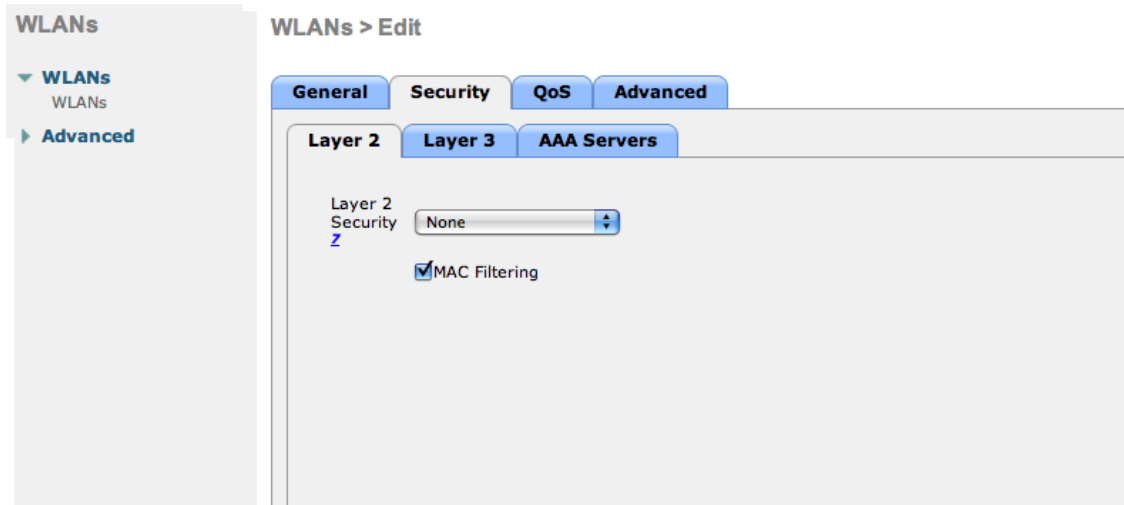 WLANs
WLANs
WLANs
Advanced
WLANs > Edit
General Security QoS Advanced
Layer 2 Layer 3 AAA Servers
Layer 2
Security
7
None
MAC Filtering